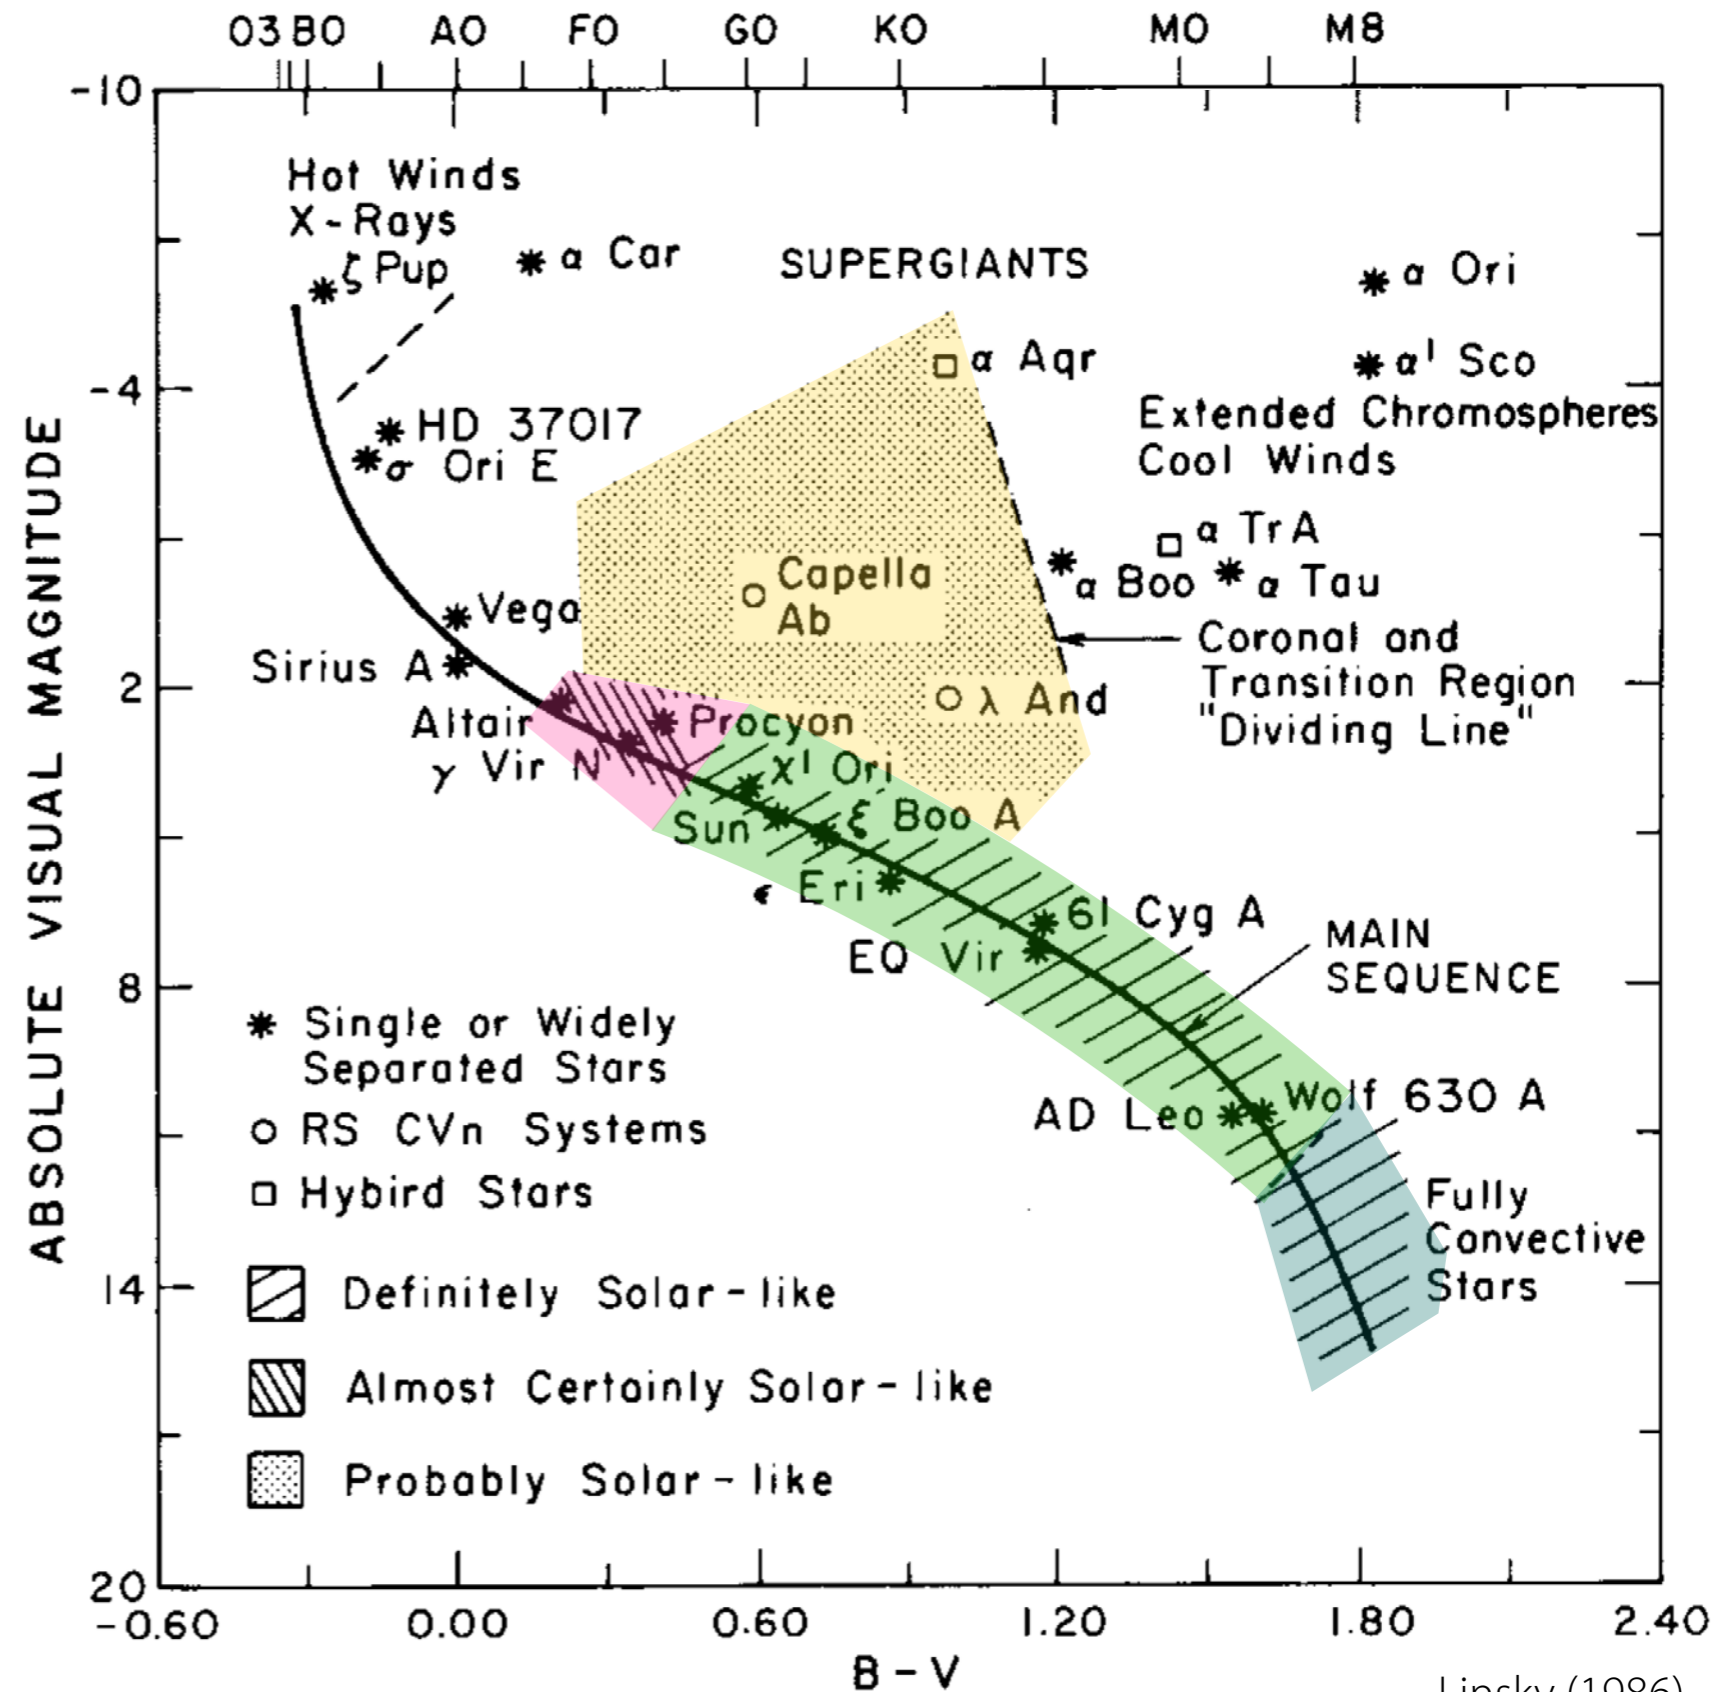 O3 B0 A0 F0 G0 K0 M0 M8
-10
Hot Winds
X-Rays
ζ Pup
α Car
SUPERGIANTS
α Ori
α Aqr
α' Sco
-4
Extended Chromospheres
Cool Winds
HD 37017
σ Ori E
α TrA
Capella
Ab
α Boo
α Tau
Vega
Coronal and
Transition Region
"Dividing Line"
Sirius A
2
λ And
Altair
Procyon
γ Vir N
χ' Ori
Sun
ξ Boo A
ε Eri
61 Cyg A
EQ Vir
MAIN
SEQUENCE
8
Single or Widely
Separated Stars
AD Leo
Wolf 630 A
RS CVn Systems
Hybird Stars
Fully
Convective
Stars
14
Definitely Solar-like
Almost Certainly Solar-like
Probably Solar-like
20
-0.60 0.00 0.60 1.20 1.80 2.40
B-V
ABSOLUTE VISUAL MAGNITUDE